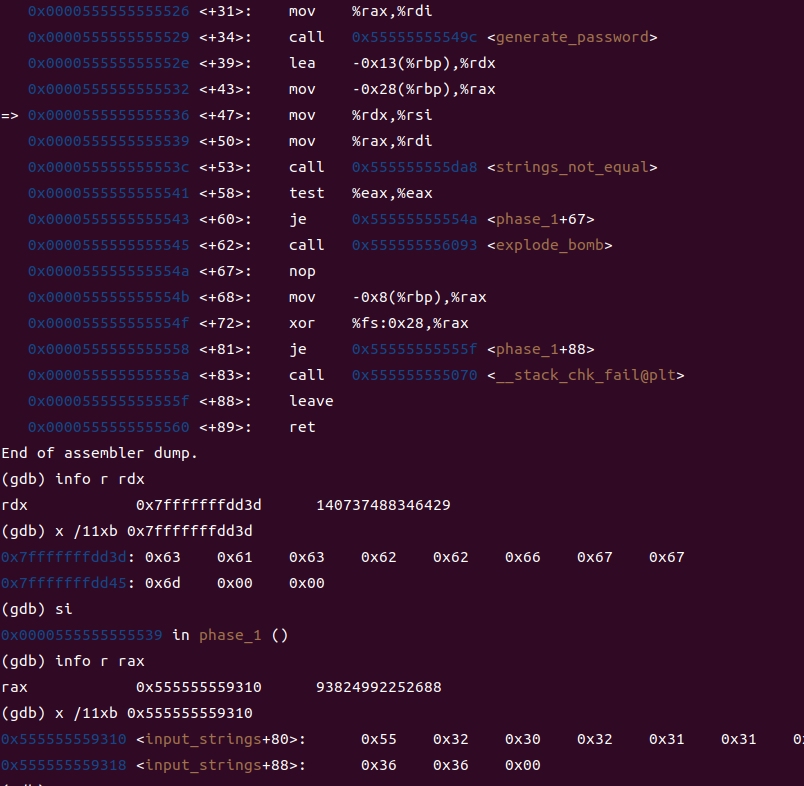 0x0000555555555526 <+31>: mov %rax,%rdi
0x0000555555555529 <+34>: call 0x55555555549c <generate_password>
0x000055555555552e <+39>: lea -0x13(%rbp),%rdx
0x0000555555555532 <+43>: mov -0x28(%rbp),%rax
=> 0x0000555555555536 <+47>: mov %rdx,%rsi
0x0000555555555539 <+50>: mov %rax,%rdi
0x000055555555553c <+53>: call 0x555555555da8 <strings_not_equal>
0x0000555555555541 <+58>: test %eax,%eax
0x0000555555555543 <+60>: je 0x55555555554a <phase_1+67>
0x0000555555555545 <+62>: call 0x555555556093 <explode_bomb>
0x000055555555554a <+67>: nop
0x000055555555554b <+68>: mov -0x8(%rbp),%rax
0x000055555555554f <+72>: xor %fs:0x28,%rax
0x0000555555555558 <+81>: je 0x55555555555f <phase_1+88>
0x000055555555555a <+83>: call 0x555555555070 <__stack_chk_fail@plt>
0x000055555555555f <+88>: leave
0x0000555555555560 <+89>: ret
End of assembler dump.
(gdb) info r rdx
rdx 0x7fffffffdd3d 140737488346429
(gdb) x /11xb 0x7fffffffdd3d
0x7fffffffdd3d: 0x63 0x61 0x63 0x62 0x62 0x66 0x67 0x67
0x7fffffffdd45: 0x6d 0x00 0x00
(gdb) si
0x0000555555555539 in phase_1 ()
(gdb) info r rax
rax 0x555555559310 93824992252688
(gdb) x /11xb 0x555555559310
0x555555559310 <input_strings+80>: 0x55 0x32 0x30 0x32 0x31 0x31
0x555555559318 <input_strings+88>: 0x36 0x36 0x00